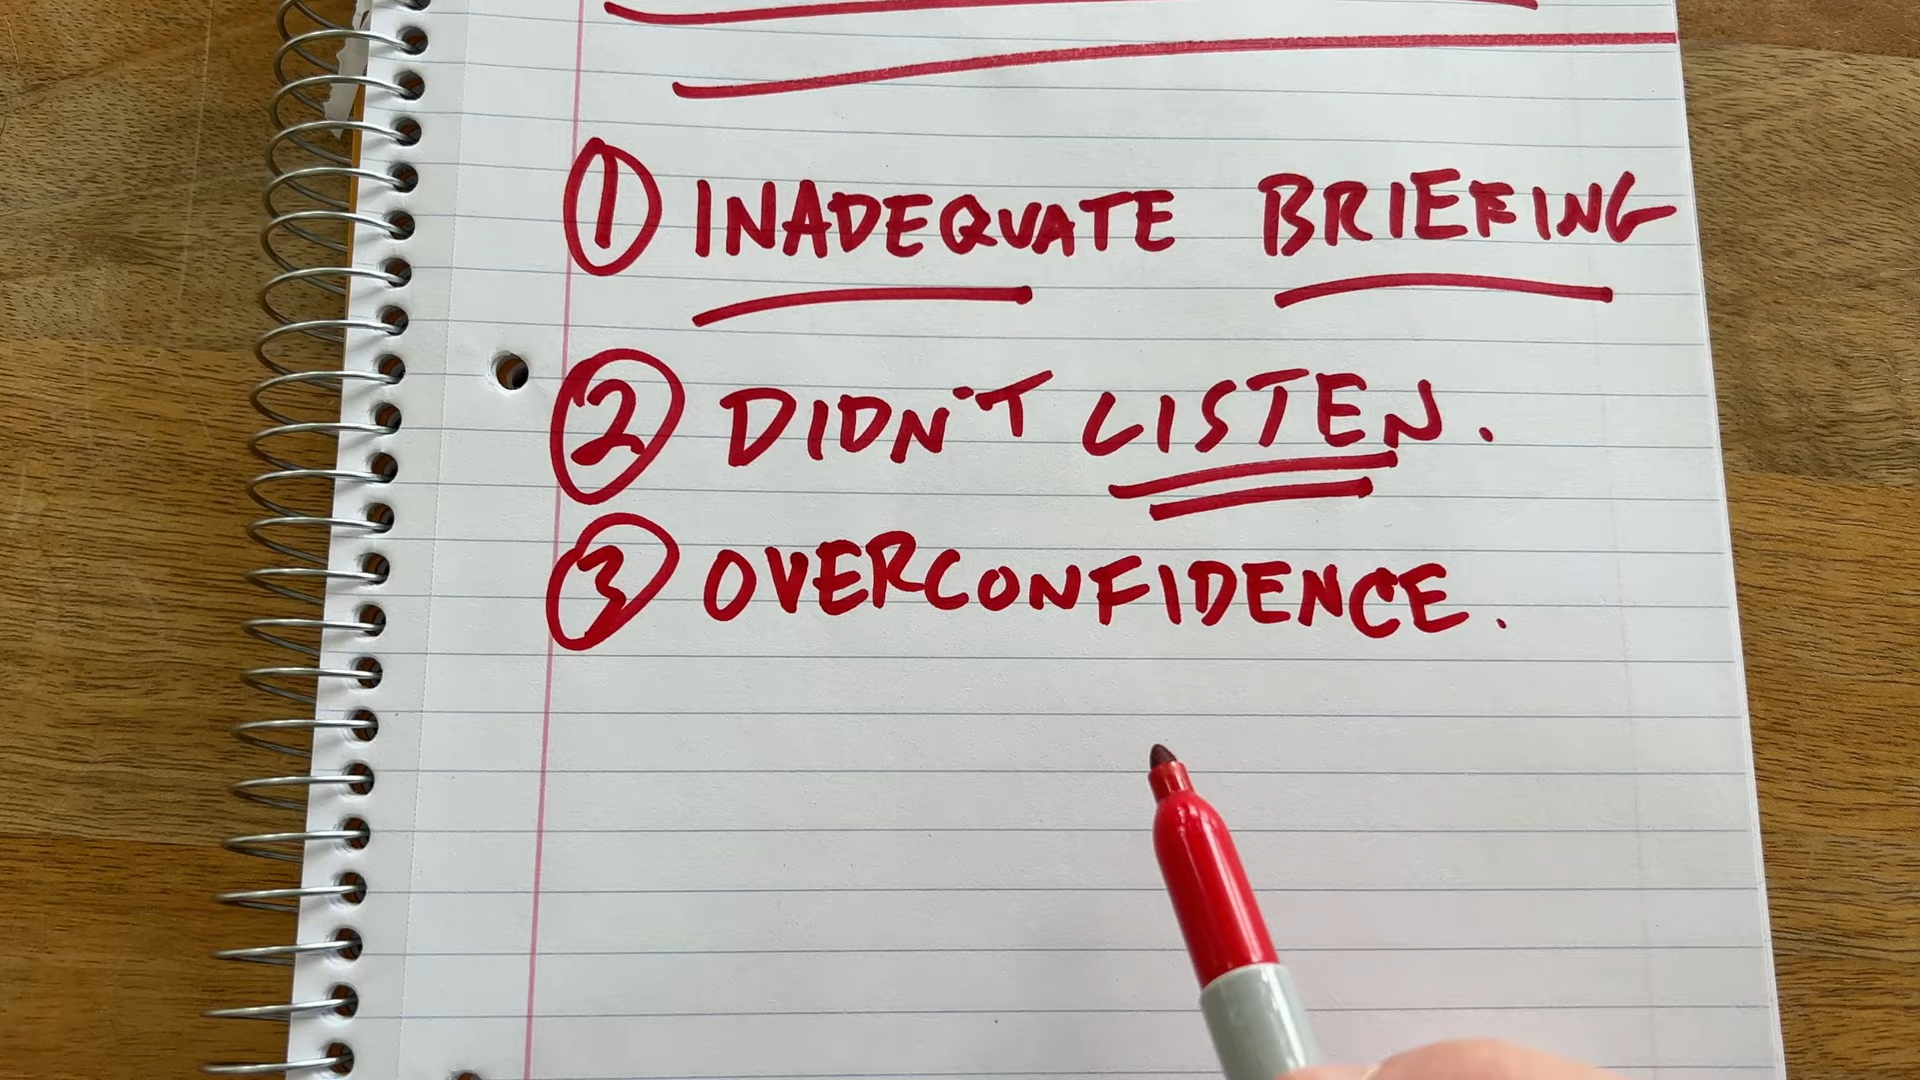 ① INADEQUATE BRIEFING
② DIDN'T LISTEN.
③ OVERCONFIDENCE.